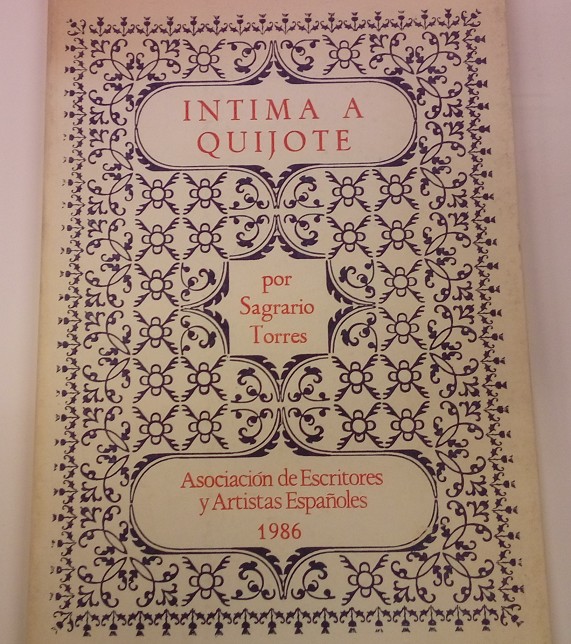 INTIMA A
QUIJOTE
por
Sagrario
Torres
Asociación de Escritores
y Artistas Españoles
1986